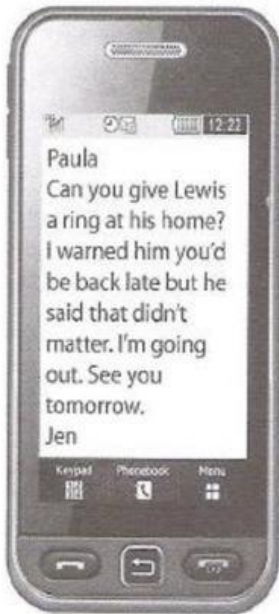 12:22
Paula
Can you give Lewis
a ring at his home?
I warned him you'd
be back late but he
said that didn't
matter. I'm going
out. See you
tomorrow.
Jen
Keypad Phonebook Menu